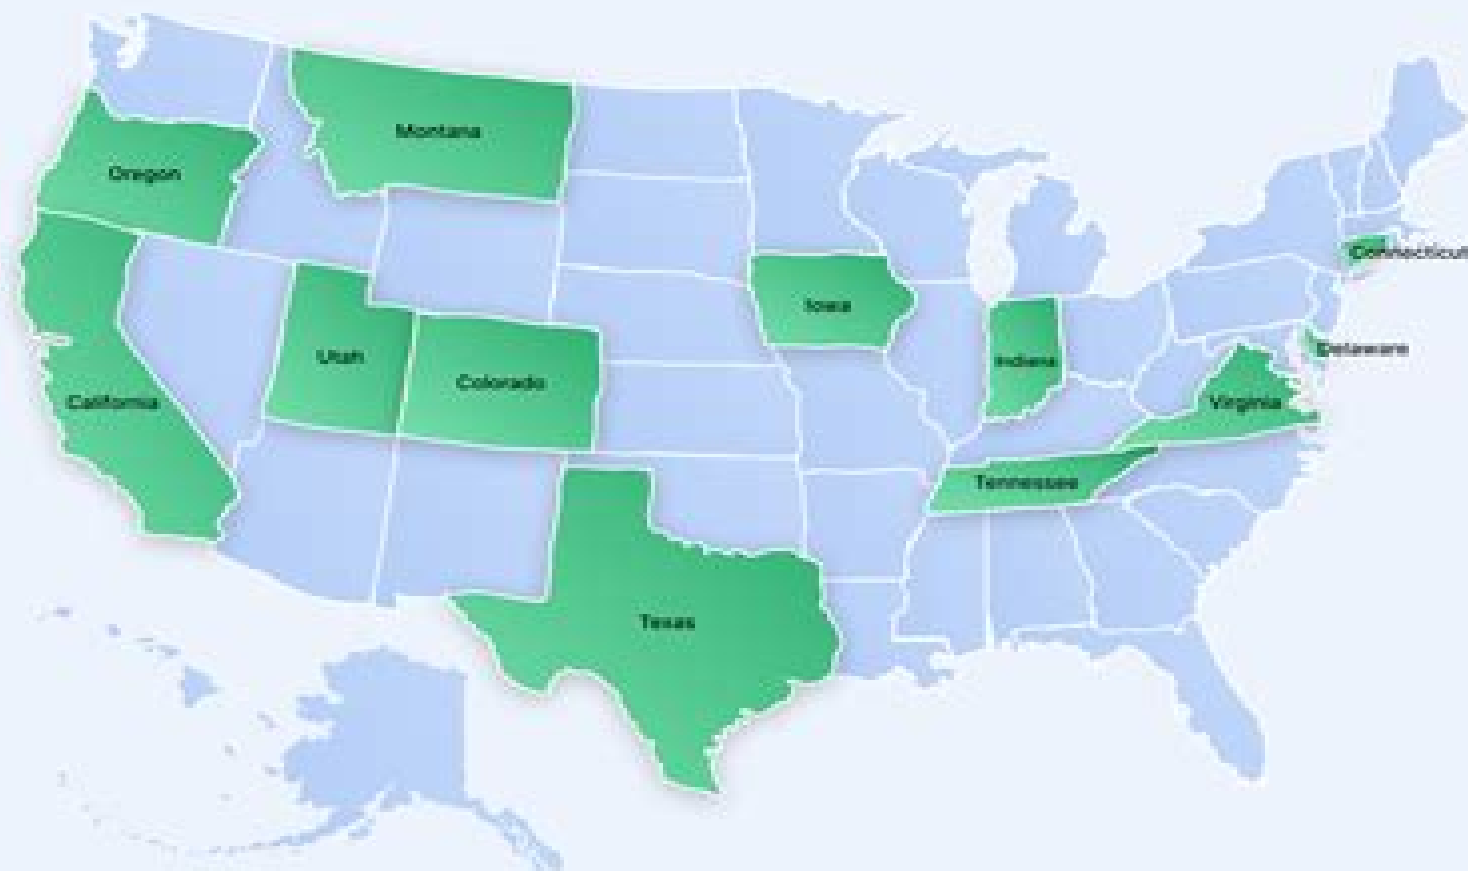 Montana
Oregon
Connecticut
Iowa
Delaware
Utah
Indiana
Colorado
California
Virginia
Tennessee
Texas